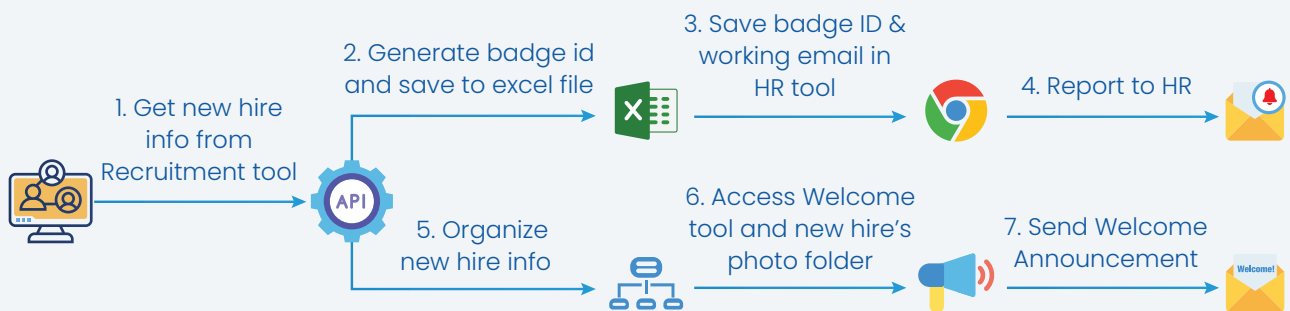 1. Get new hire
info from
Recruitment tool
API
2. Generate badge id
and save to excel file
X
3. Save badge ID &
working email in
HR tool
4. Report to HR
5. Organize
new hire info
6. Access Welcome
tool and new hire’s
photo folder
7. Send Welcome
Announcement
Welcome!